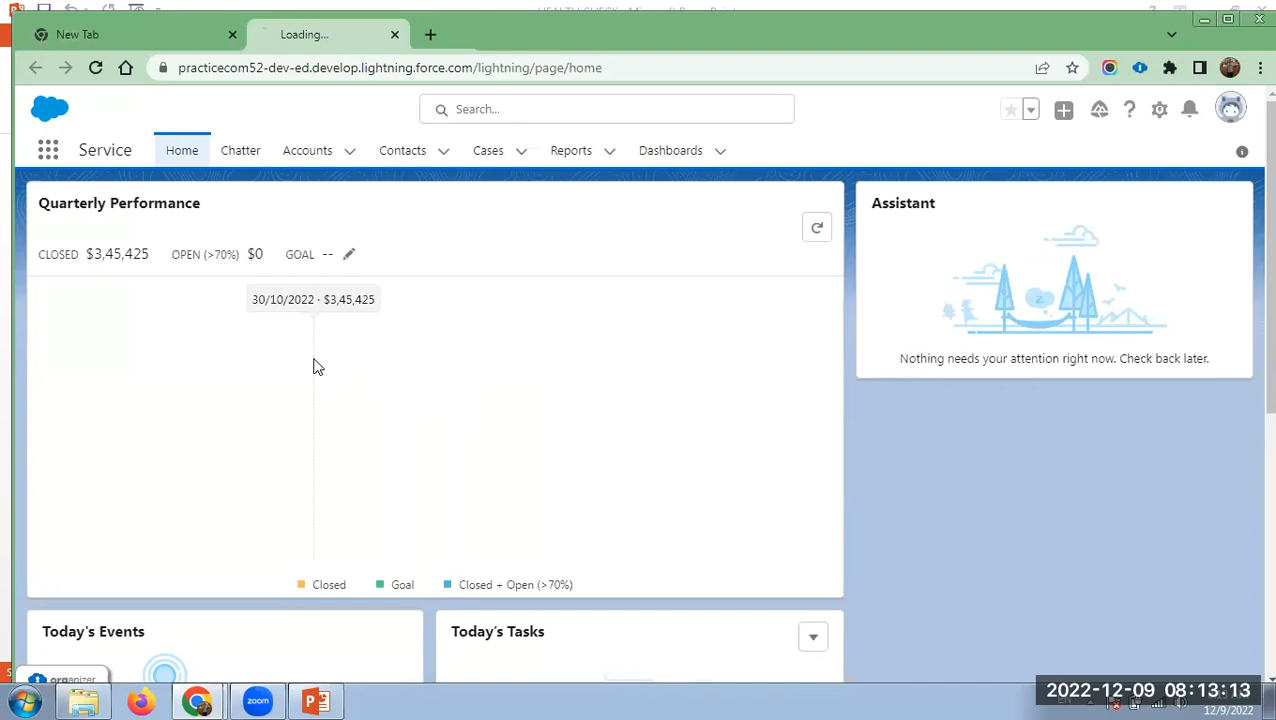 New Tab
Loading...
practicecom52-dev-ed.develop.lightning.force.com/lightning/page/home
Search...
Service
Home
Chatter
Accounts
Contacts
Cases
Reports
Dashboards
Quarterly Performance
CLOSED $3,45,425 OPEN (>70%) $0 GOAL --
30/10/2022 · $3,45,425
Closed
Goal
Closed + Open (>70%)
Assistant
Nothing needs your attention right now. Check back later.
Today's Events
Today's Tasks
organizer
zoom
2022-12-09 08:13:13
12/9/2022